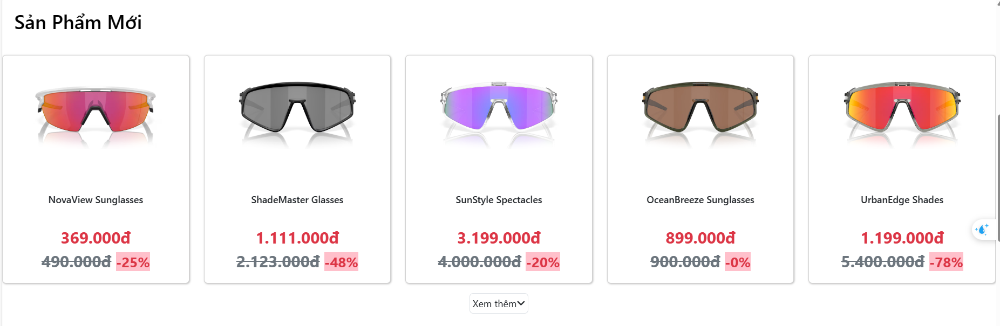 Sản Phẩm Mới
NovaView Sunglasses
369.000đ
490.000đ -25%
ShadeMaster Glasses
1.111.000đ
2.123.000đ -48%
SunStyle Spectacles
3.199.000đ
4.000.000đ -20%
OceanBreeze Sunglasses
899.000đ
900.000đ -0%
UrbanEdge Shades
1.199.000đ
5.400.000đ -78%
Xem thêm